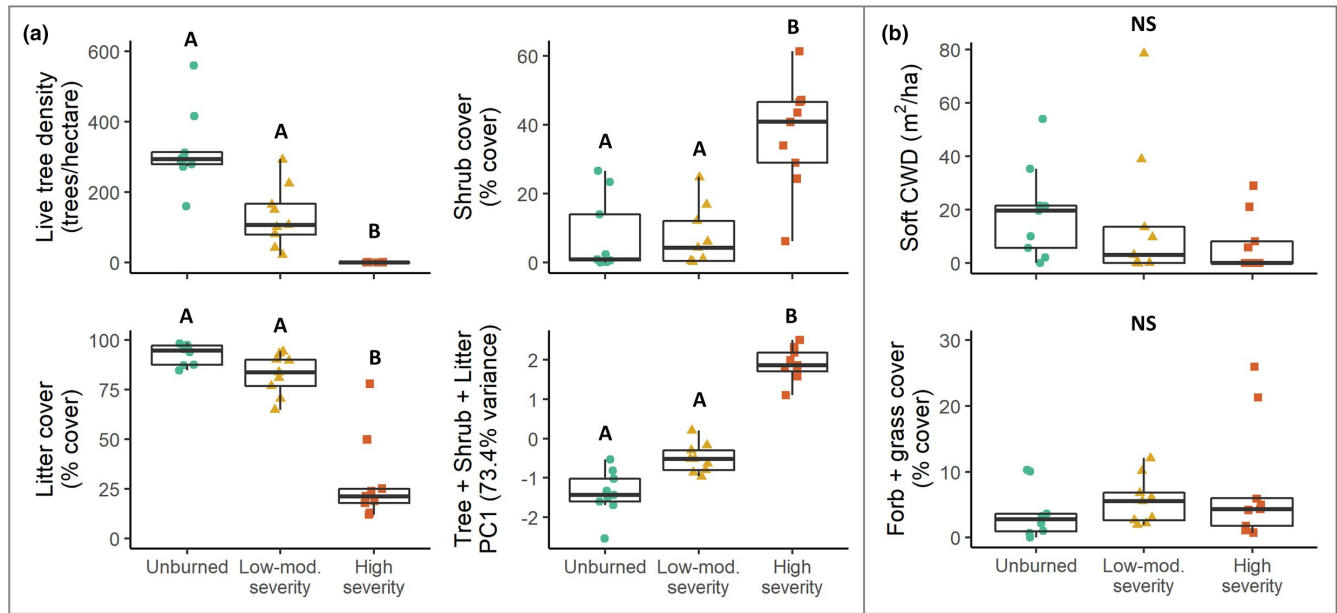 (a)
Live tree density
(trees/hectare)
600
400
200
0
A
A
B
Shrub cover
(% cover)
60
40
20
0
A
A
B
Litter cover
(% cover)
100
75
50
25
0
A
A
B
Unburned
Low-mod.
severity
High
severity
Tree + Shrub + Litter
PC1 (73.4% variance)
2
1
0
-1
-2
A
A
B
Unburned
Low-mod.
severity
High
severity
(b)
Soft CWD (m²/ha)
80
60
40
20
0
NS
Forb + grass cover
(% cover)
30
20
10
0
NS
Unburned
Low-mod.
severity
High
severity